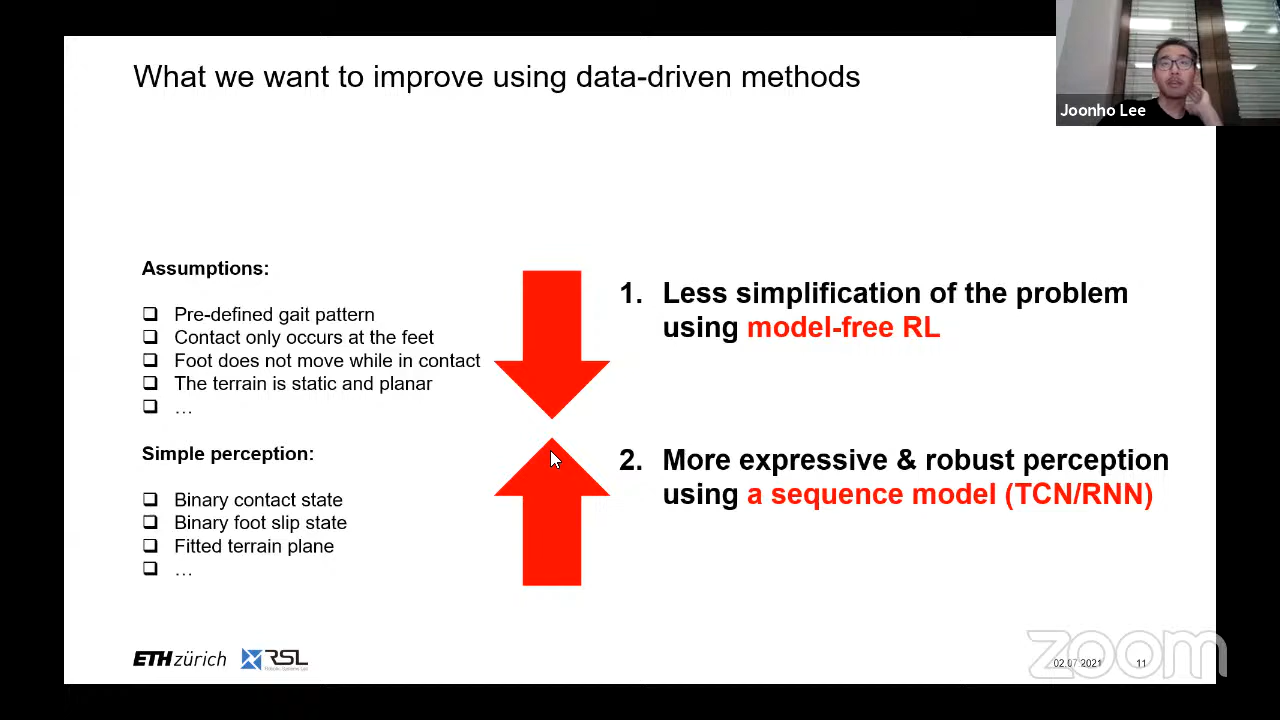 What we want to improve using data-driven methods
Joonho Lee
Assumptions:
Pre-defined gait pattern
Contact only occurs at the feet
Foot does not move while in contact
The terrain is static and planar
…
Simple perception:
Binary contact state
Binary foot slip state
Fitted terrain plane
…
1. Less simplification of the problem
using model-free RL
2. More expressive & robust perception
using a sequence model (TCN/RNN)
ETH zürich
RSL
Robotic Systems Lab
02.07.2021
11
zoom